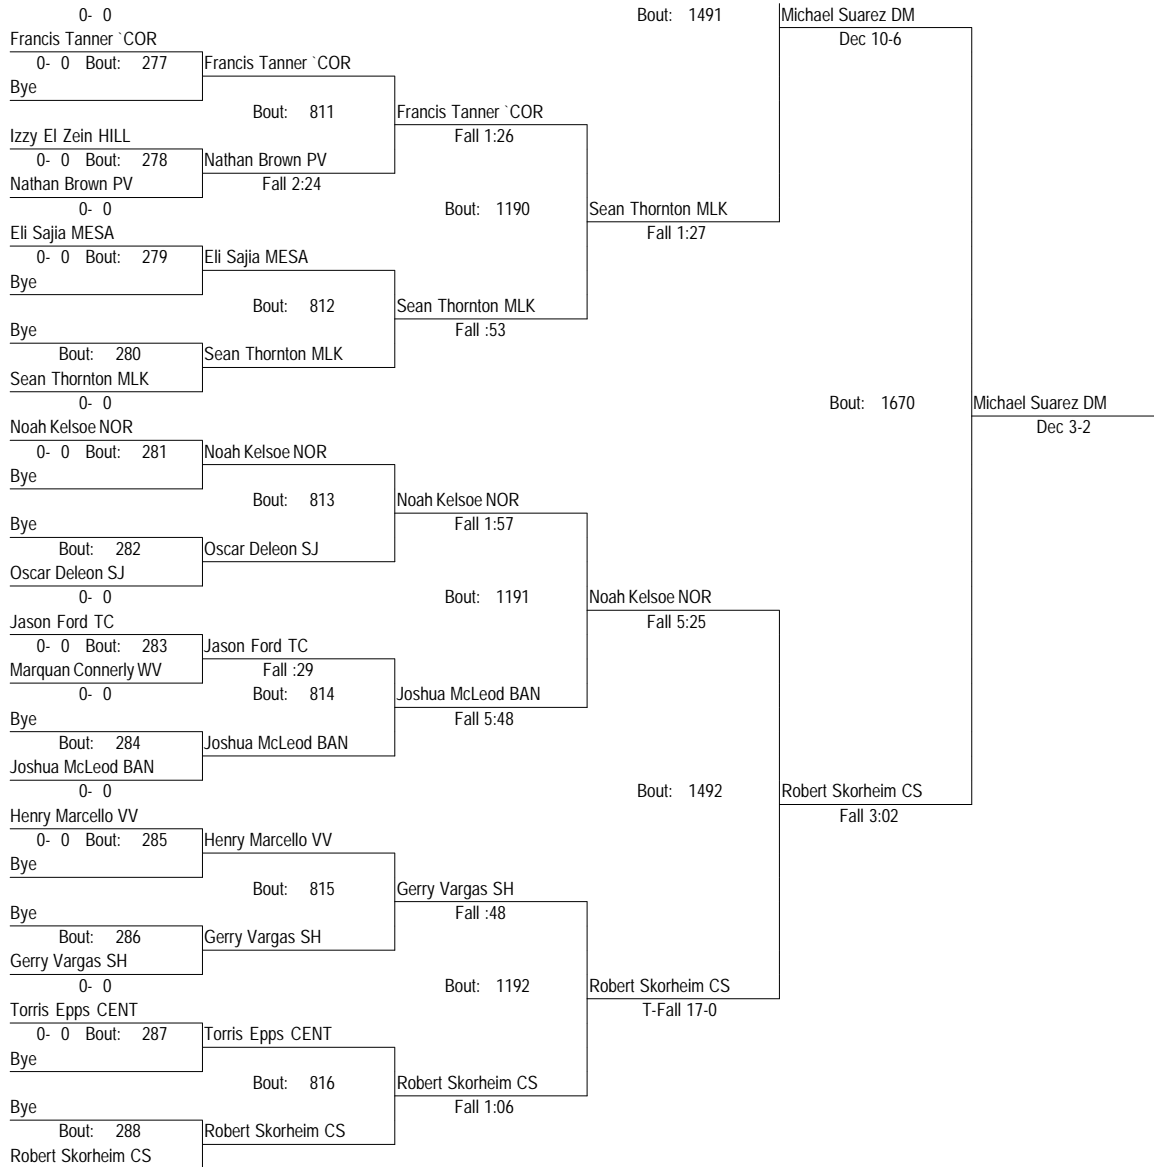 0- 0
Bout: 1491
Michael Suarez DM
Francis Tanner `COR
Dec 10-6
0- 0 Bout: 277
Francis Tanner `COR
Bye
Bout: 811
Francis Tanner `COR
Izzy El Zein HILL
Fall 1:26
0- 0 Bout: 278
Nathan Brown PV
Nathan Brown PV
Fall 2:24
0- 0
Bout: 1190
Sean Thornton MLK
Eli Sajia MESA
Fall 1:27
0- 0 Bout: 279
Eli Sajia MESA
Bye
Bout: 812
Sean Thornton MLK
Bye
Fall :53
Bout: 280
Sean Thornton MLK
Sean Thornton MLK
0- 0
Bout: 1670
Michael Suarez DM
Noah Kelsoe NOR
Dec 3-2
0- 0 Bout: 281
Noah Kelsoe NOR
Bye
Bout: 813
Noah Kelsoe NOR
Bye
Fall 1:57
Bout: 282
Oscar Deleon SJ
Oscar Deleon SJ
0- 0
Bout: 1191
Noah Kelsoe NOR
Jason Ford TC
Fall 5:25
0- 0 Bout: 283
Jason Ford TC
Marquan Connerly WV
Fall :29
0- 0
Bout: 814
Joshua McLeod BAN
Bye
Fall 5:48
Bout: 284
Joshua McLeod BAN
Joshua McLeod BAN
0- 0
Bout: 1492
Robert Skorheim CS
Henry Marcello VV
Fall 3:02
0- 0 Bout: 285
Henry Marcello VV
Bye
Bout: 815
Gerry Vargas SH
Bye
Fall :48
Bout: 286
Gerry Vargas SH
Gerry Vargas SH
0- 0
Bout: 1192
Robert Skorheim CS
Torris Epps CENT
T-Fall 17-0
0- 0 Bout: 287
Torris Epps CENT
Bye
Bout: 816
Robert Skorheim CS
Bye
Fall 1:06
Bout: 288
Robert Skorheim CS
Robert Skorheim CS